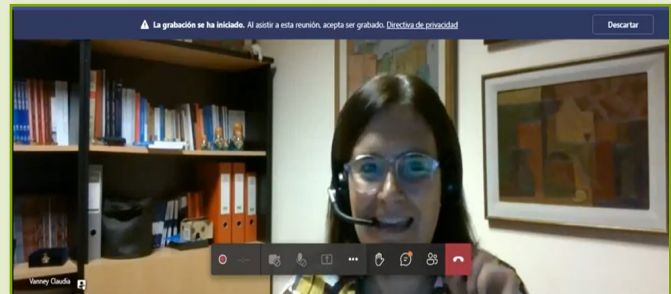 La grabación se ha iniciado. Al asistir a esta reunión, acepta ser grabado. Directiva de privacidad
Descartar
Vanney Claudia